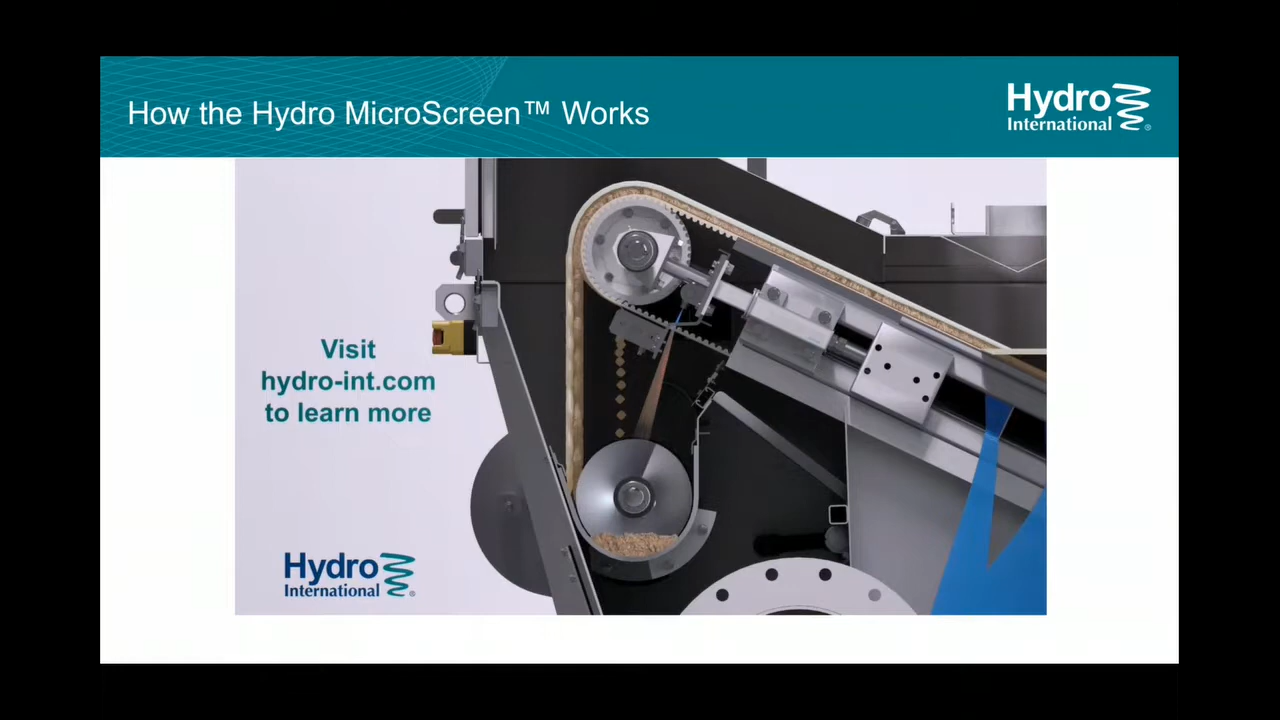 How the Hydro MicroScreen™ Works
Hydro
International
®
Visit
hydro-int.com
to learn more
Hydro
International
®